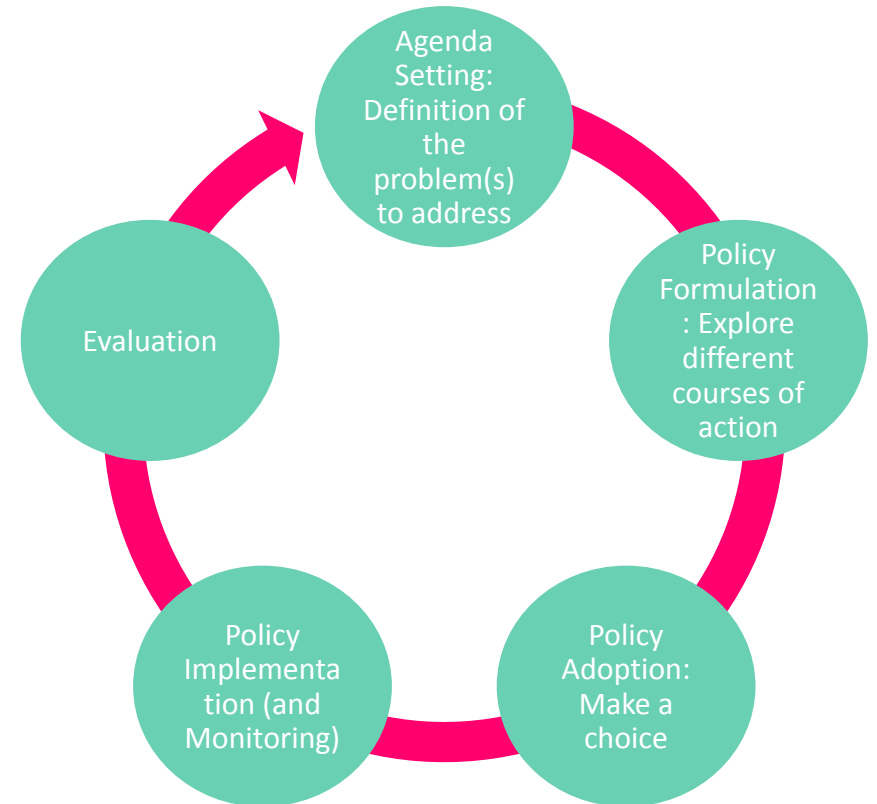 Agenda
Setting:
Definition of
the
problem(s)
to address
Policy
Formulation
: Explore
different
courses of
action
Policy
Adoption:
Make a
choice
Policy
Implementa
tion (and
Monitoring)
Evaluation